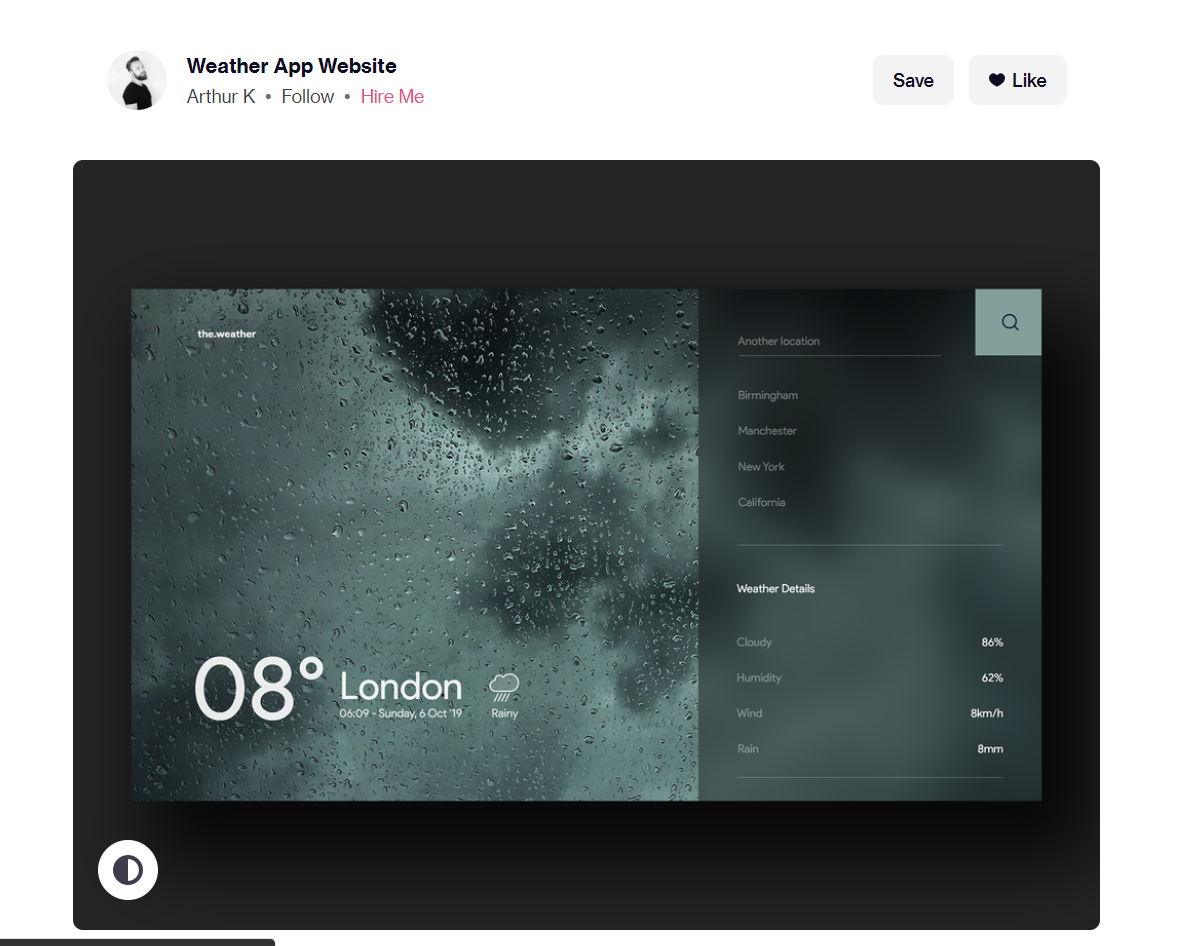 Weather App Website
Arthur K • Follow • Hire Me
Save
Like
the.weather
08°
London
06:09 - Sunday, 6 Oct '19
Rainy
Another location
Birmingham
Manchester
New York
California
Weather Details
Cloudy 86%
Humidity 62%
Wind 8km/h
Rain 8mm